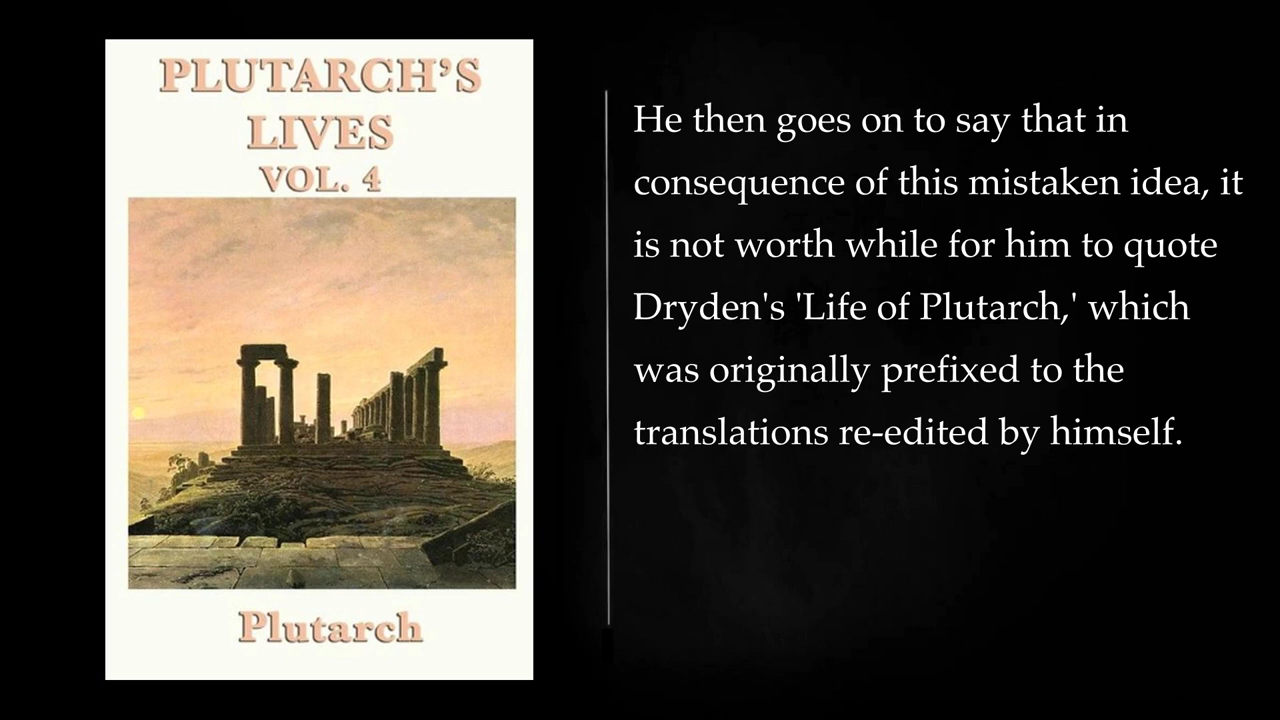 PLUTARCH'S
LIVES
VOL. 4
Plutarch
He then goes on to say that in
consequence of this mistaken idea, it
is not worth while for him to quote
Dryden's 'Life of Plutarch,' which
was originally prefixed to the
translations re-edited by himself.